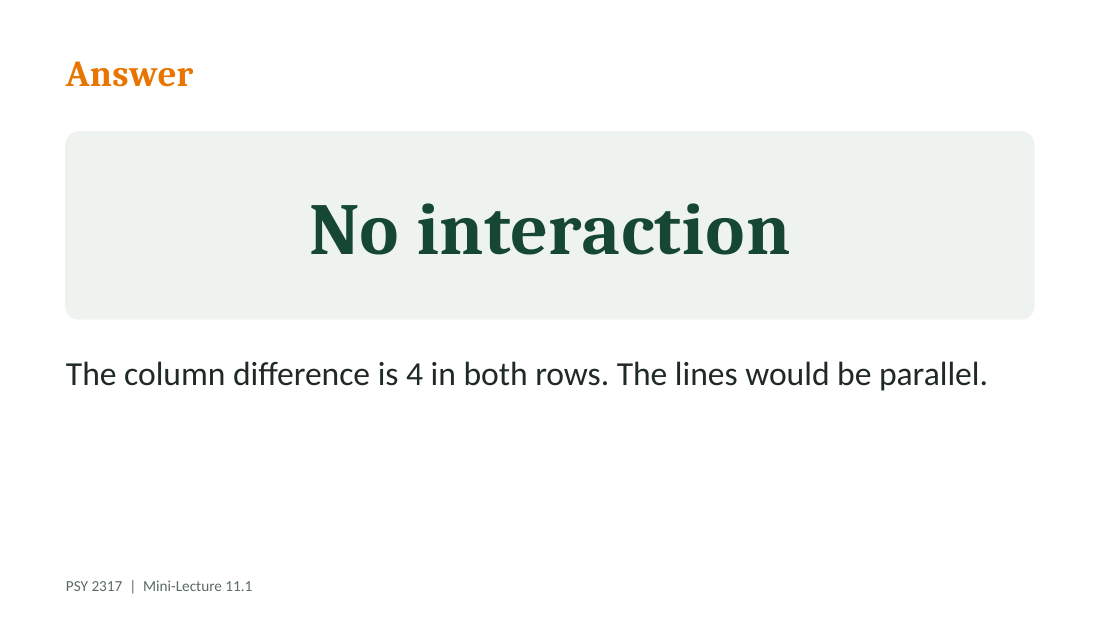 Answer
No interaction
The column difference is 4 in both rows. The lines would be parallel.
PSY 2317 | Mini-Lecture 11.1